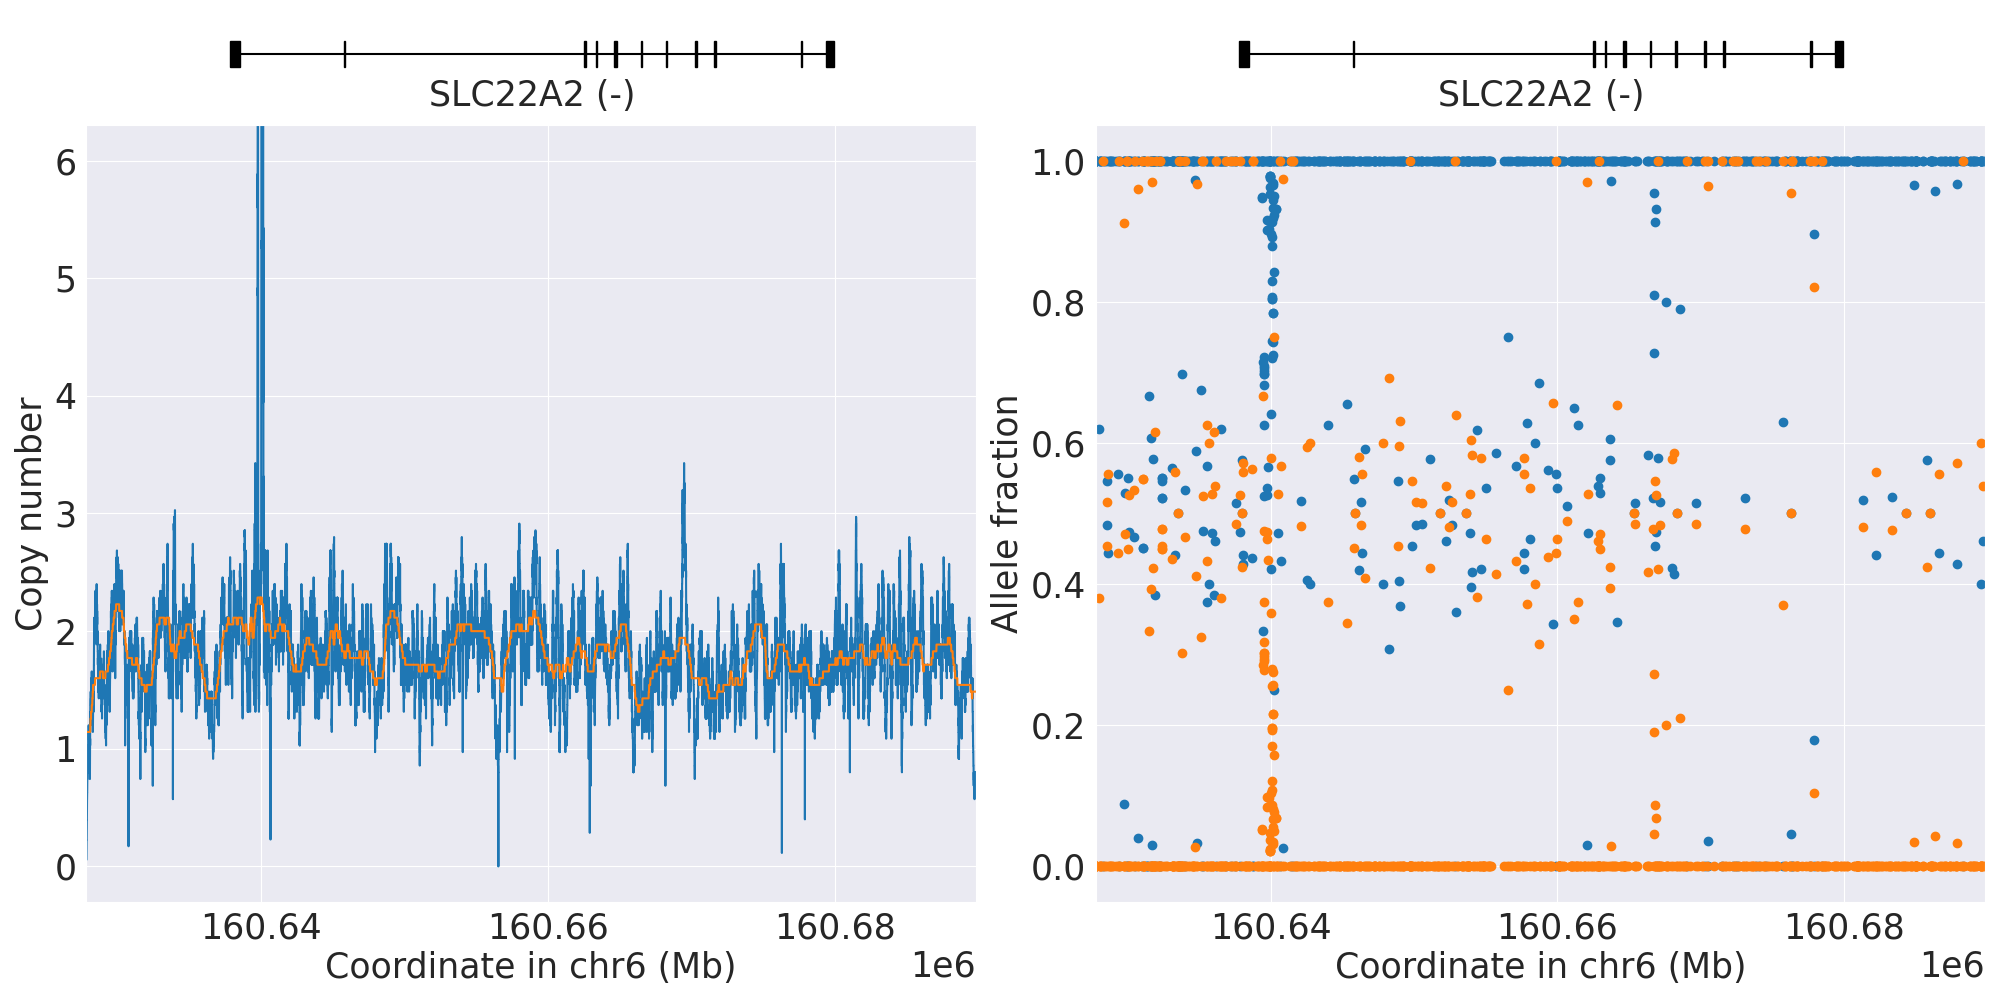 SLC22A2 (-)
6
5
4
3
2
1
0
Copy number
160.64
160.66
160.68
Coordinate in chr6 (Mb)
1e6
SLC22A2 (-)
1.0
0.8
0.6
0.4
0.2
0.0
Allele fraction
160.64
160.66
160.68
Coordinate in chr6 (Mb)
1e6